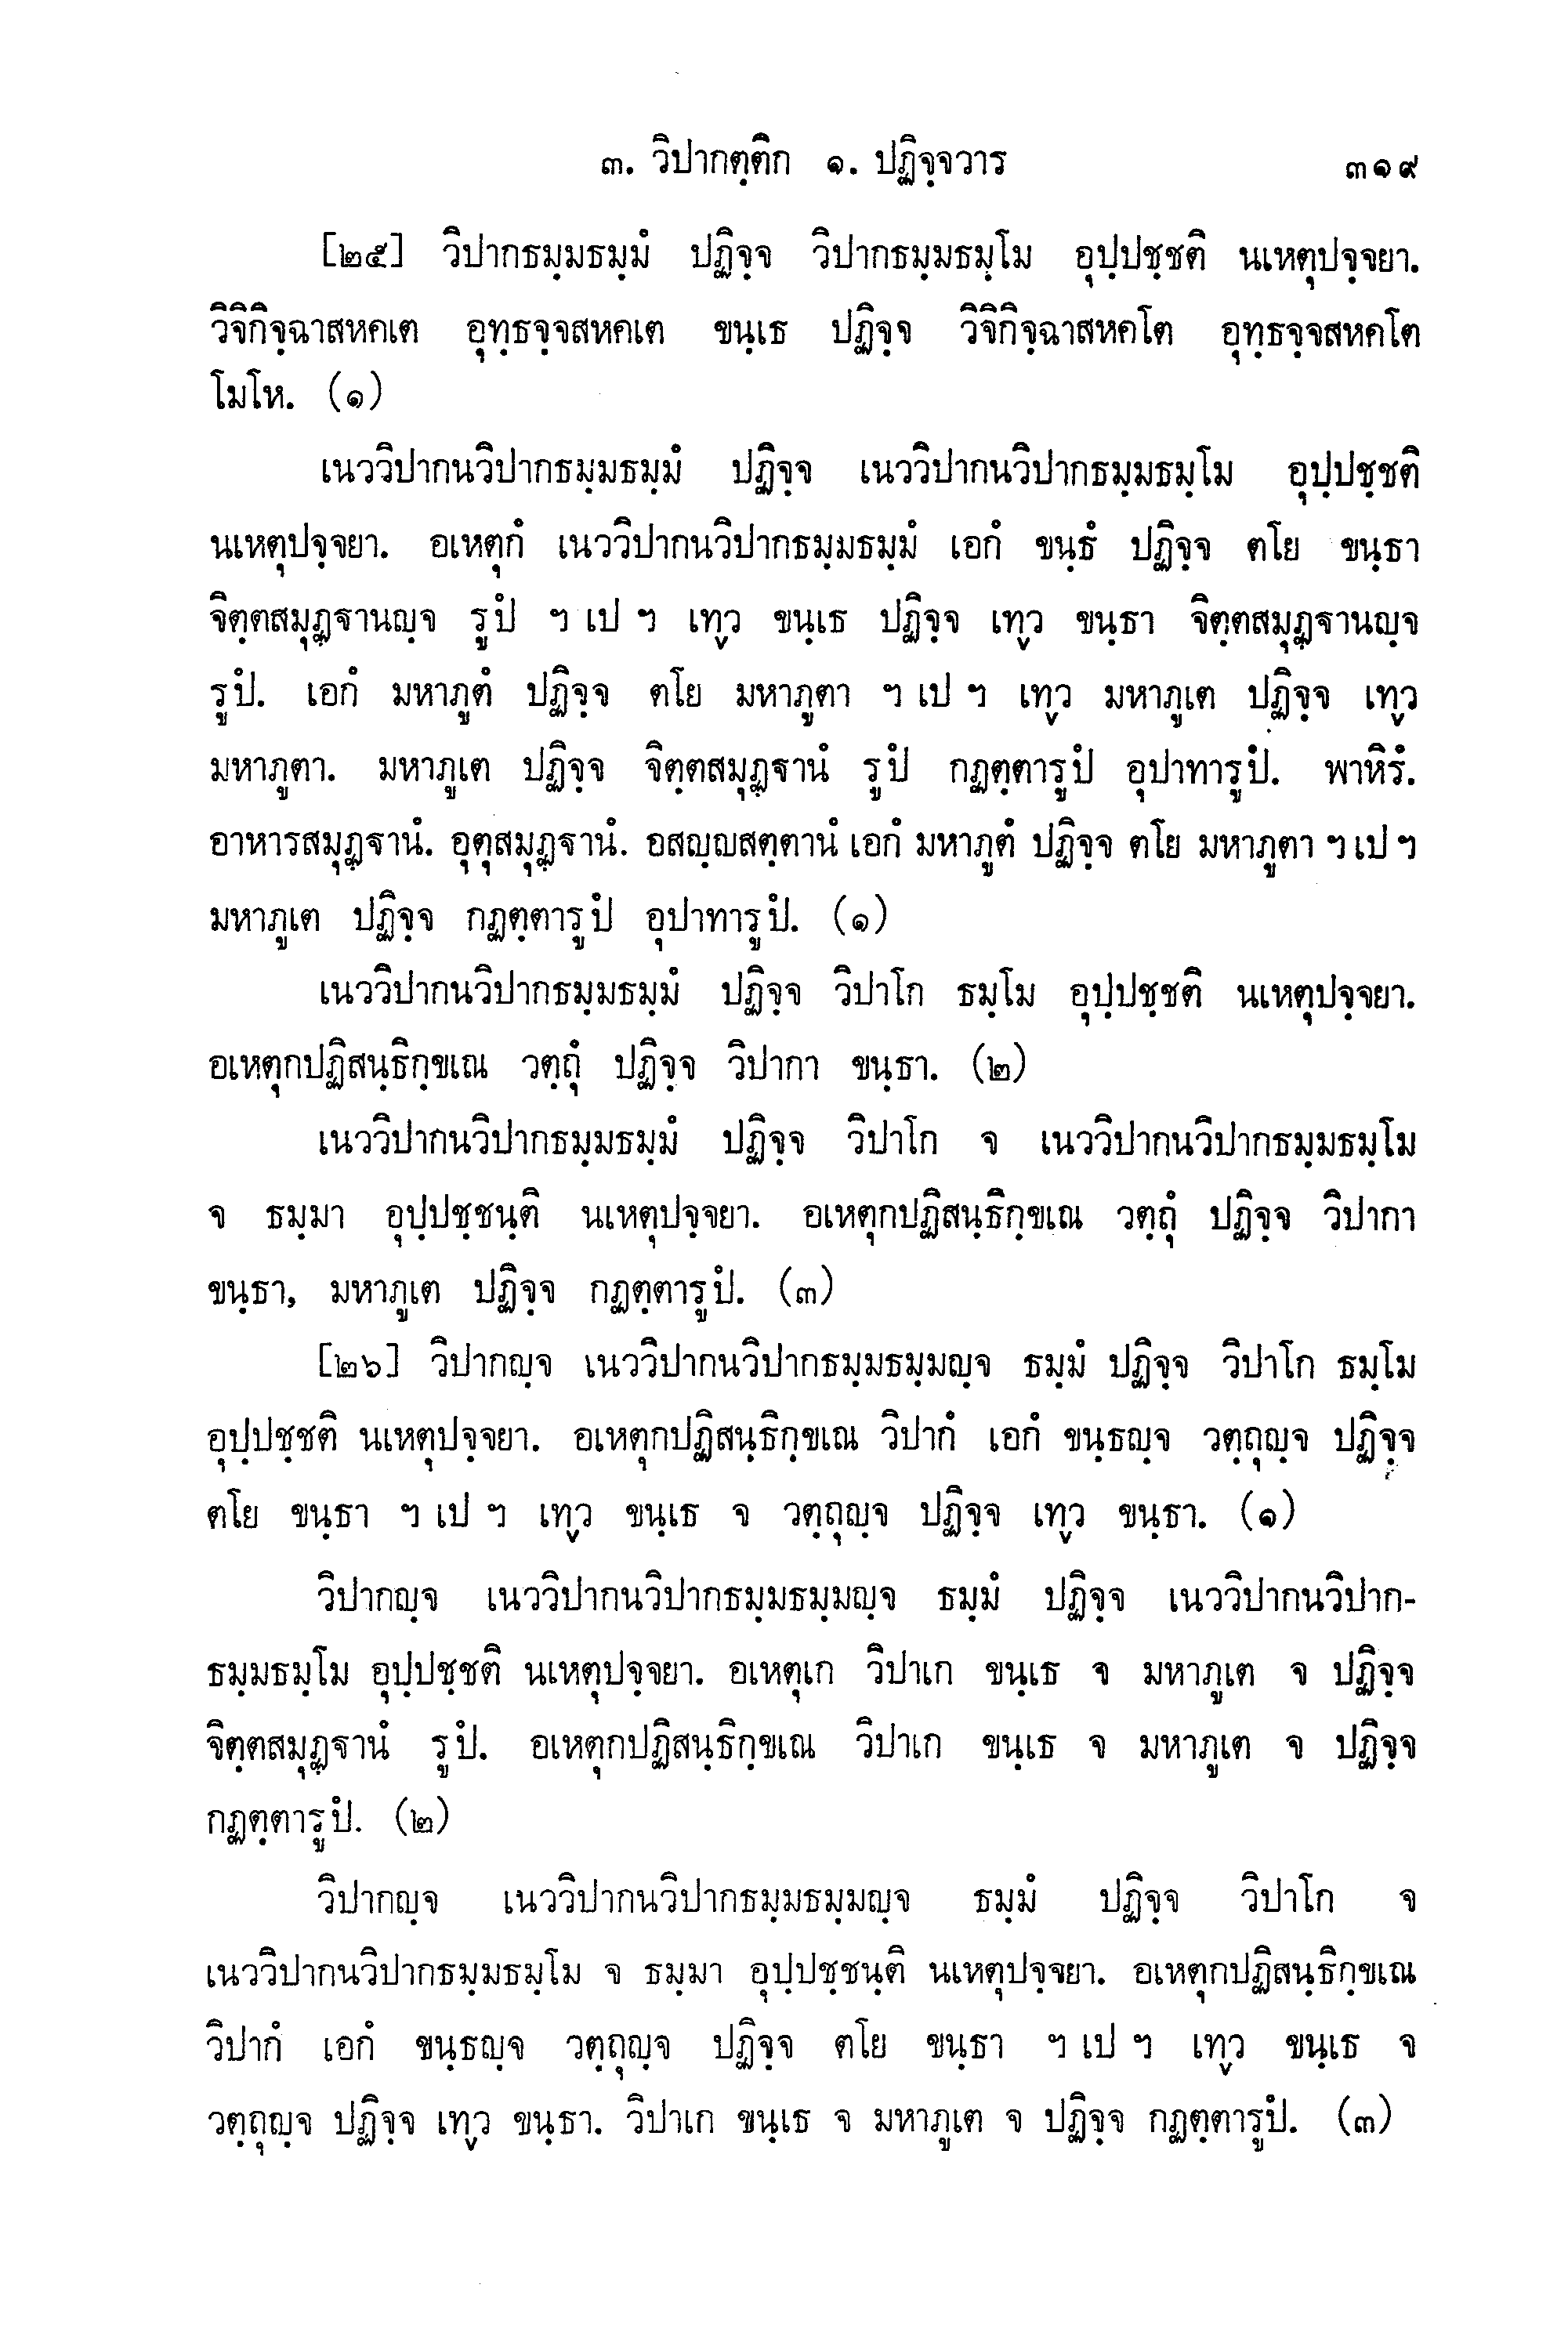 ๓. วิปากตฺติก ๑. ปฏิจฺจวาร ๓๑๙
[๒๕] วิปากธมฺมธมฺมํ ปฏิจฺจ วิปากธมฺมธมฺโม อุปฺปชฺชติ นเหตุปจฺจยา.
วิจิกิจฺฉาสหคเต อุทฺธจฺจสหคเต ขนฺเธ ปฏิจฺจ วิจิกิจฺฉาสหคโต อุทฺธจฺจสหคโต
โมโห. (๑)
เนววิปากนวิปากธมฺมธมฺมํ ปฏิจฺจ เนววิปากนวิปากธมฺมธมฺโม อุปฺปชฺชติ
นเหตุปจฺจยา. อเหตุกํ เนววิปากนวิปากธมฺมธมฺมํ เอกํ ขนฺธํ ปฏิจฺจ ตโย ขนฺธา
จิตฺตสมุฏฺฐานญฺจ รูปํ ฯ เป ฯ เทฺว ขนฺเธ ปฏิจฺจ เทฺว ขนฺธา จิตฺตสมุฏฺฐานญฺจ
รูปํ. เอกํ มหาภูตํ ปฏิจฺจ ตโย มหาภูตา ฯ เป ฯ เทฺว มหาภูเต ปฏิจฺจ เทฺว
มหาภูตา. มหาภูเต ปฏิจฺจ จิตฺตสมุฏฺฐานํ รูปํ กฏตฺตารูปํ อุปาทารูปํ. พาหิรํ.
อาหารสมุฏฺฐานํ. อุตุสมุฏฺฐานํ. อสญฺญสตฺตานํ เอกํ มหาภูตํ ปฏิจฺจ ตโย มหาภูตา ฯ เป ฯ
มหาภูเต ปฏิจฺจ กฏตฺตารูปํ อุปาทารูปํ. (๑)
เนววิปากนวิปากธมฺมธมฺมํ ปฏิจฺจ วิปาโก ธมฺโม อุปฺปชฺชติ นเหตุปจฺจยา.
อเหตุกปฏิสนฺธิกฺขเณ วตฺถุํ ปฏิจฺจ วิปากา ขนฺธา. (๒)
เนววิปากนวิปากธมฺมธมฺมํ ปฏิจฺจ วิปาโก จ เนววิปากนวิปากธมฺมธมฺโม
จ ธมฺมา อุปฺปชฺชนฺติ นเหตุปจฺจยา. อเหตุกปฏิสนฺธิกฺขเณ วตฺถุํ ปฏิจฺจ วิปากา
ขนฺธา, มหาภูเต ปฏิจฺจ กฏตฺตารูปํ. (๓)
[๒๖] วิปากญฺจ เนววิปากนวิปากธมฺมธมฺมญฺจ ธมฺมํ ปฏิจฺจ วิปาโก ธมฺโม
อุปฺปชฺชติ นเหตุปจฺจยา. อเหตุกปฏิสนฺธิกฺขเณ วิปากํ เอกํ ขนฺธญฺจ วตฺถุญฺจ ปฏิจฺจ
ตโย ขนฺธา ฯ เป ฯ เทฺว ขนฺเธ จ วตฺถุญฺจ ปฏิจฺจ เทฺว ขนฺธา. (๑)
วิปากญฺจ เนววิปากนวิปากธมฺมธมฺมญฺจ ธมฺมํ ปฏิจฺจ เนววิปากนวิปาก-
ธมฺมธมฺโม อุปฺปชฺชติ นเหตุปจฺจยา. อเหตุเก วิปาเก ขนฺเธ จ มหาภูเต จ ปฏิจฺจ
จิตฺตสมุฏฺฐานํ รูปํ. อเหตุกปฏิสนฺธิกฺขเณ วิปาเก ขนฺเธ จ มหาภูเต จ ปฏิจฺจ
กฏตฺตารูปํ. (๒)
วิปากญฺจ เนววิปากนวิปากธมฺมธมฺมญฺจ ธมฺมํ ปฏิจฺจ วิปาโก จ
เนววิปากนวิปากธมฺมธมฺโม จ ธมฺมา อุปฺปชฺชนฺติ นเหตุปจฺจยา. อเหตุกปฏิสนฺธิกฺขเณ
วิปากํ เอกํ ขนฺธญฺจ วตฺถุญฺจ ปฏิจฺจ ตโย ขนฺธา ฯ เป ฯ เทฺว ขนฺเธ จ
วตฺถุญฺจ ปฏิจฺจ เทฺว ขนฺธา. วิปาเก ขนฺเธ จ มหาภูเต จ ปฏิจฺจ กฏตฺตารูปํ. (๓)